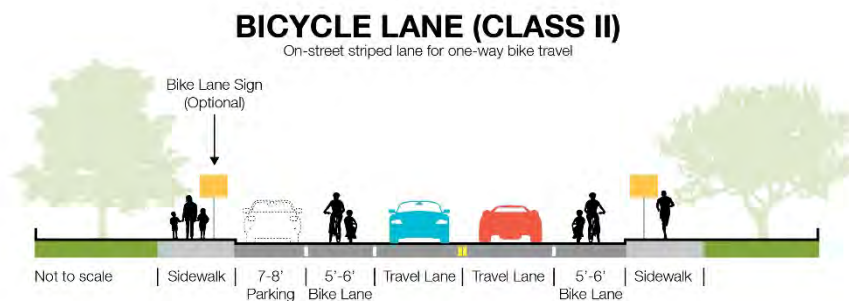 BICYCLE LANE (CLASS II)
On-street striped lane for one-way bike travel
Bike Lane Sign
(Optional)
Not to scale
Sidewalk
7-8'
Parking
5'-6'
Bike Lane
Travel Lane
Travel Lane
5'-6'
Bike Lane
Sidewalk